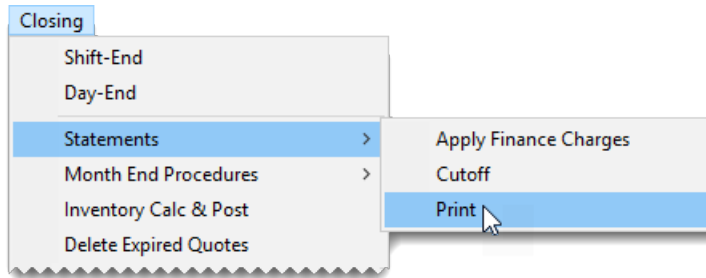 Closing
Shift-End
Day-End
Statements
Month End Procedures
Inventory Calc & Post
Delete Expired Quotes
Apply Finance Charges
Cutoff
Print